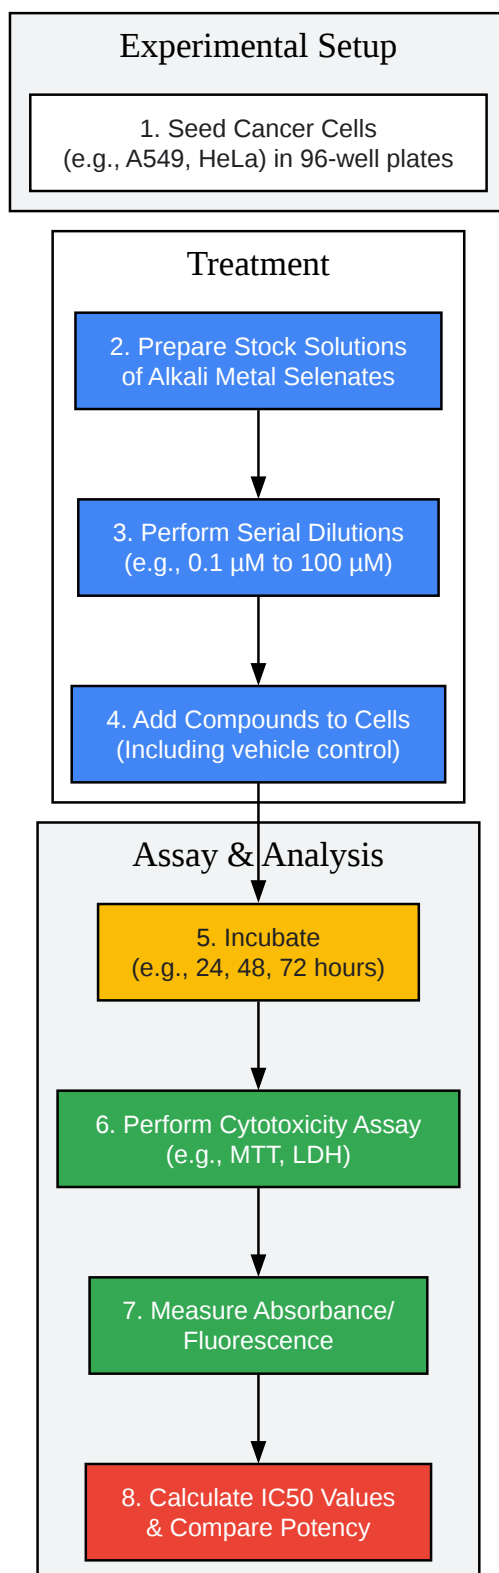 Experimental Setup
1. Seed Cancer Cells
(e.g., A549, HeLa) in 96-well plates
Treatment
2. Prepare Stock Solutions
of Alkali Metal Selenates
3. Perform Serial Dilutions
(e.g., 0.1 µM to 100 µM)
4. Add Compounds to Cells
(Including vehicle control)
Assay & Analysis
5. Incubate
(e.g., 24, 48, 72 hours)
6. Perform Cytotoxicity Assay
(e.g., MTT, LDH)
7. Measure Absorbance/
Fluorescence
8. Calculate IC50 Values
& Compare Potency